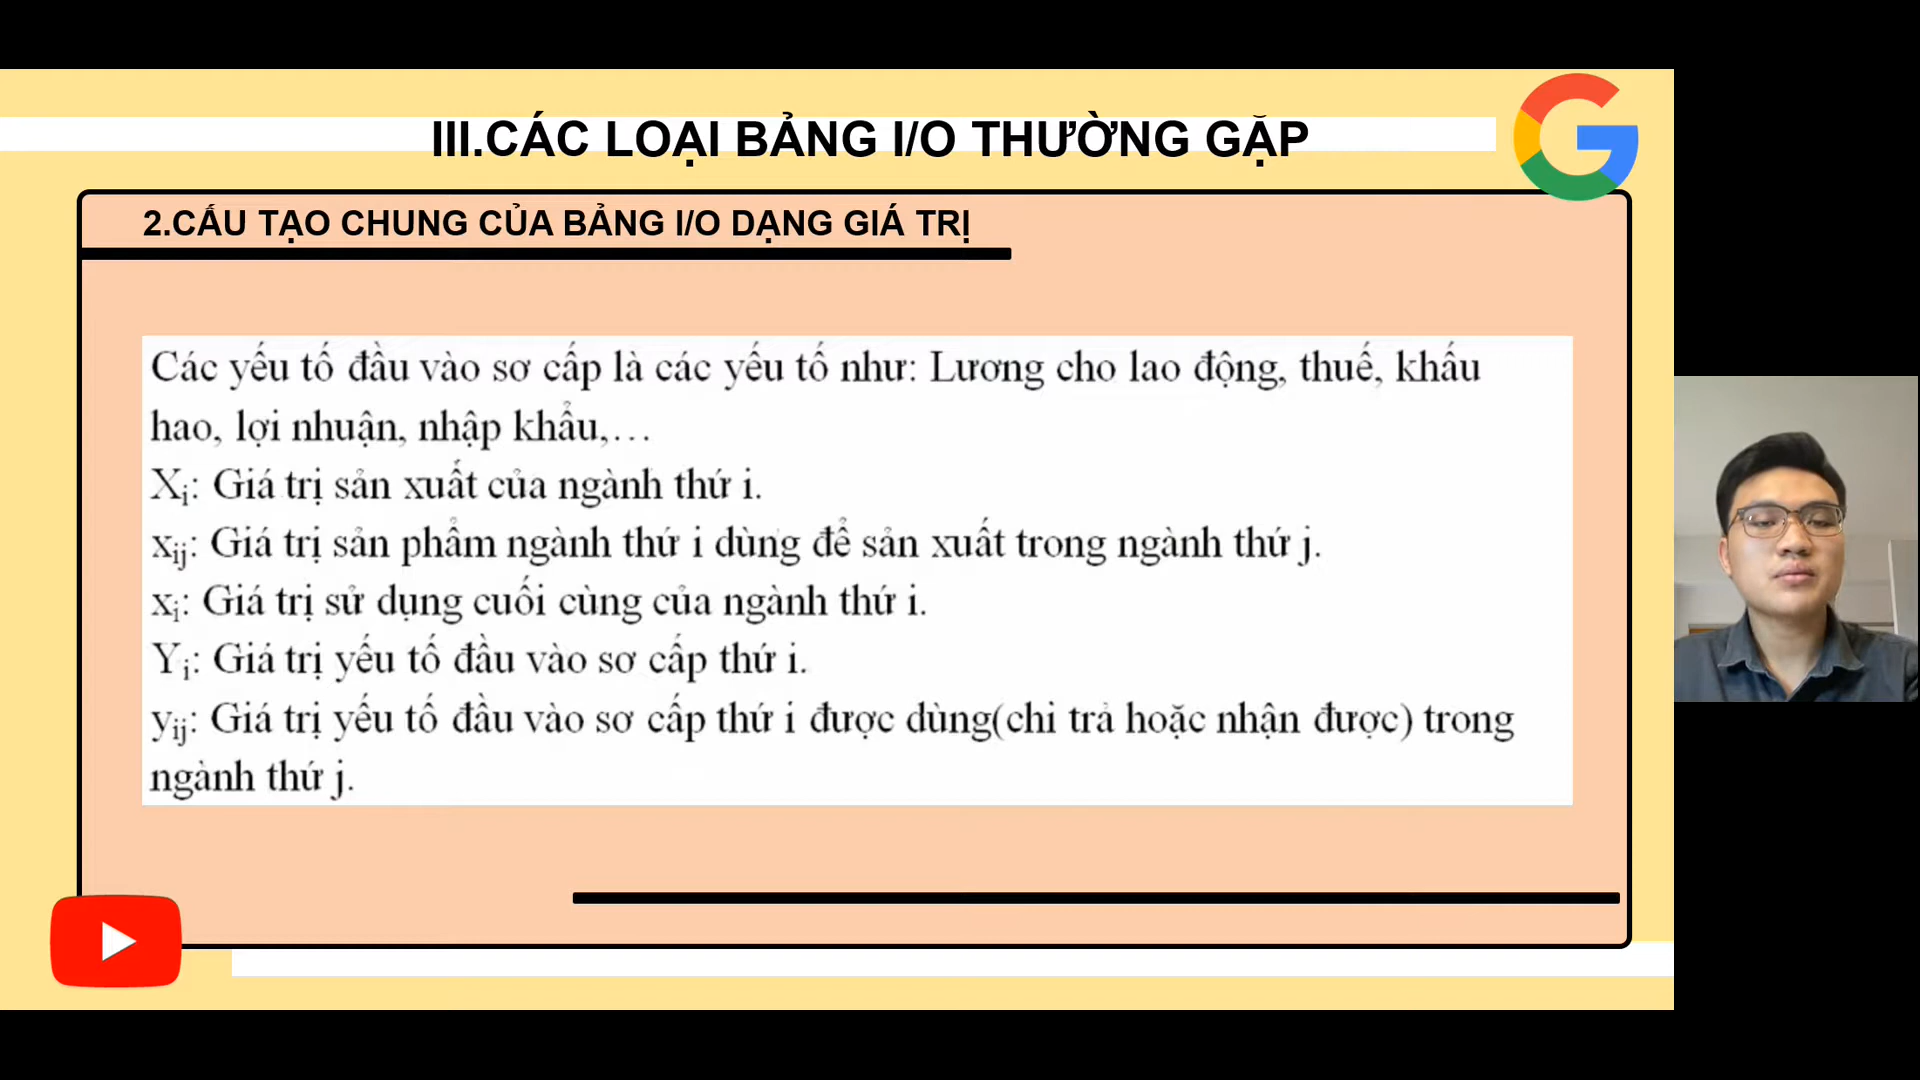 III.CÁC LOẠI BẢNG I/O THƯỜNG GẶP
2.CẤU TẠO CHUNG CỦA BẢNG I/O DẠNG GIÁ TRỊ
Các yếu tố đầu vào sơ cấp là các yếu tố như: Lương cho lao động, thuế, khấu
hao, lợi nhuận, nhập khẩu,…
Xi: Giá trị sản xuất của ngành thứ i.
xij: Giá trị sản phẩm ngành thứ i dùng để sản xuất trong ngành thứ j.
xi: Giá trị sử dụng cuối cùng của ngành thứ i.
Yi: Giá trị yếu tố đầu vào sơ cấp thứ i.
yij: Giá trị yếu tố đầu vào sơ cấp thứ i được dùng(chi trả hoặc nhận được) trong
ngành thứ j.